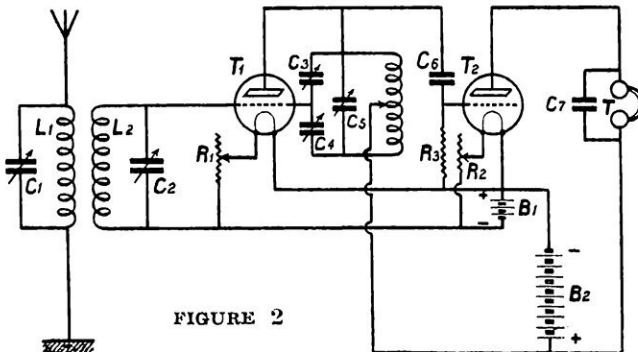 T1
C3
C6
T2
L1
L2
C5
C7
T
C1
C2
R1
C4
R3
R2
+
-
B1
-
B2
+
FIGURE 2